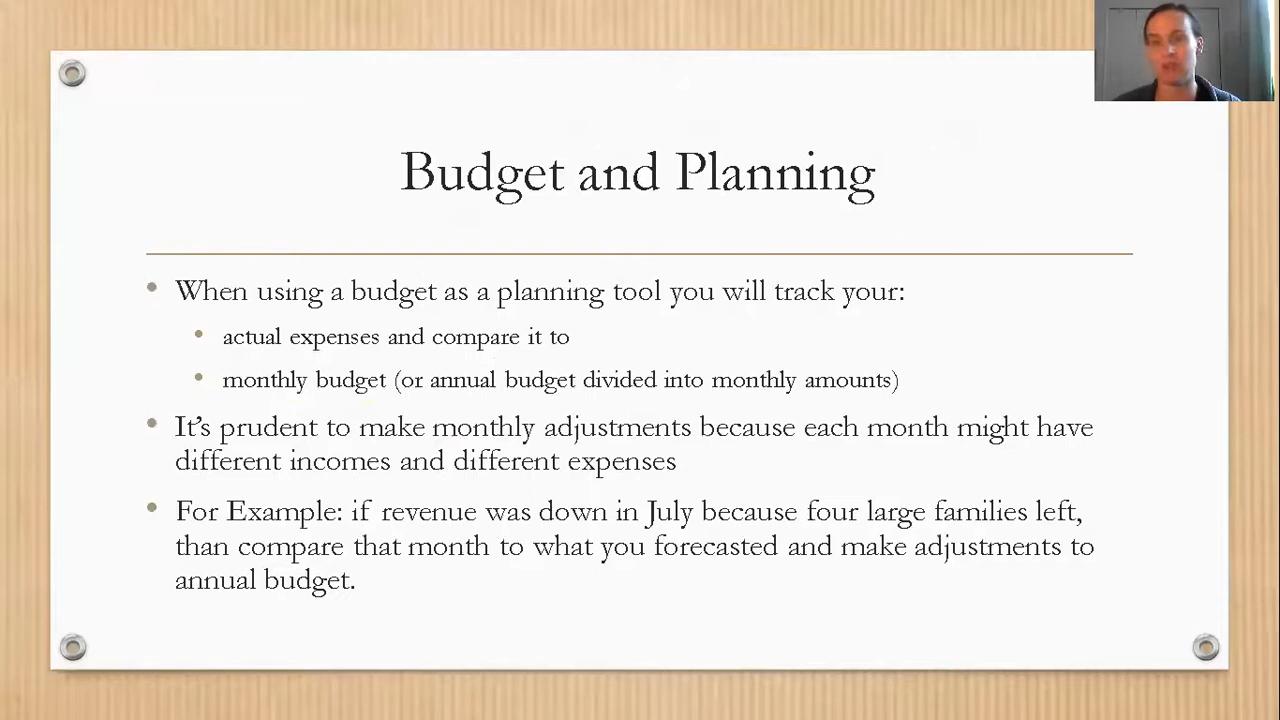 Budget and Planning
When using a budget as a planning tool you will track your:
actual expenses and compare it to
monthly budget (or annual budget divided into monthly amounts)
It's prudent to make monthly adjustments because each month might have
different incomes and different expenses
For Example: if revenue was down in July because four large families left,
than compare that month to what you forecasted and make adjustments to
annual budget.